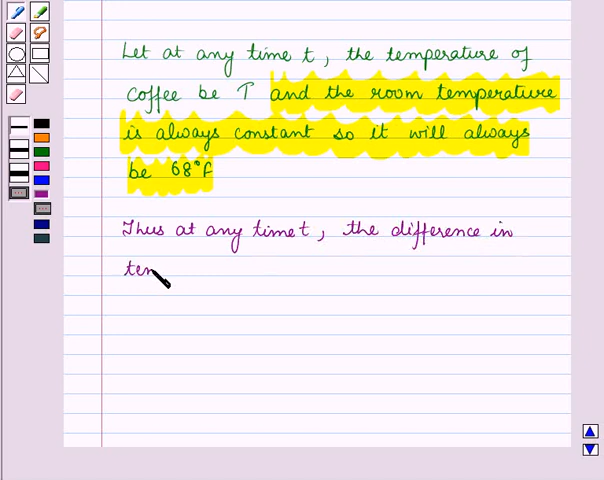 Let at any time t, the temperature of
coffee be T and the room temperature
is always constant so it will always
be 68°F
Thus at any time t, the difference in
tem